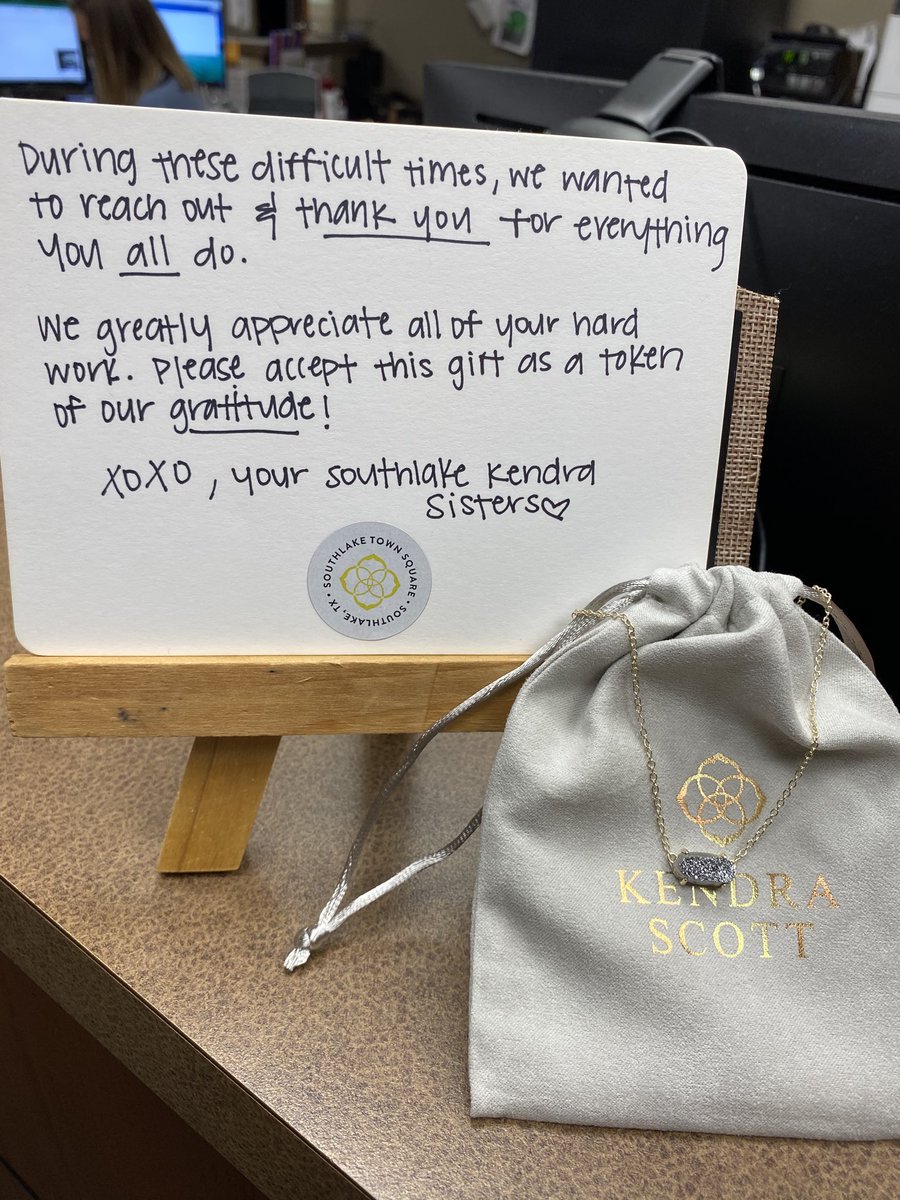 During these difficult times, we wanted
to reach out & thank you for everything
you all do.
We greatly appreciate all of your hard
work. Please accept this gift as a token
of our gratitude!
XOXO, your southlake Kendra
Sisters♡
SOUTHLAKE TOWN SQUARE • SOUTHLAKE, TX •
KENDRA
SCOTT